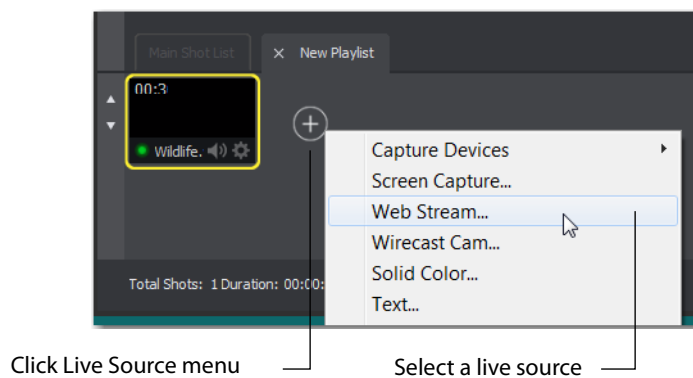 Main Shot List
× New Playlist
00:3
Wildlife.
Capture Devices
Screen Capture...
Web Stream...
Wirecast Cam...
Solid Color...
Text...
Total Shots: 1 Duration: 00:00:
Click Live Source menu
Select a live source